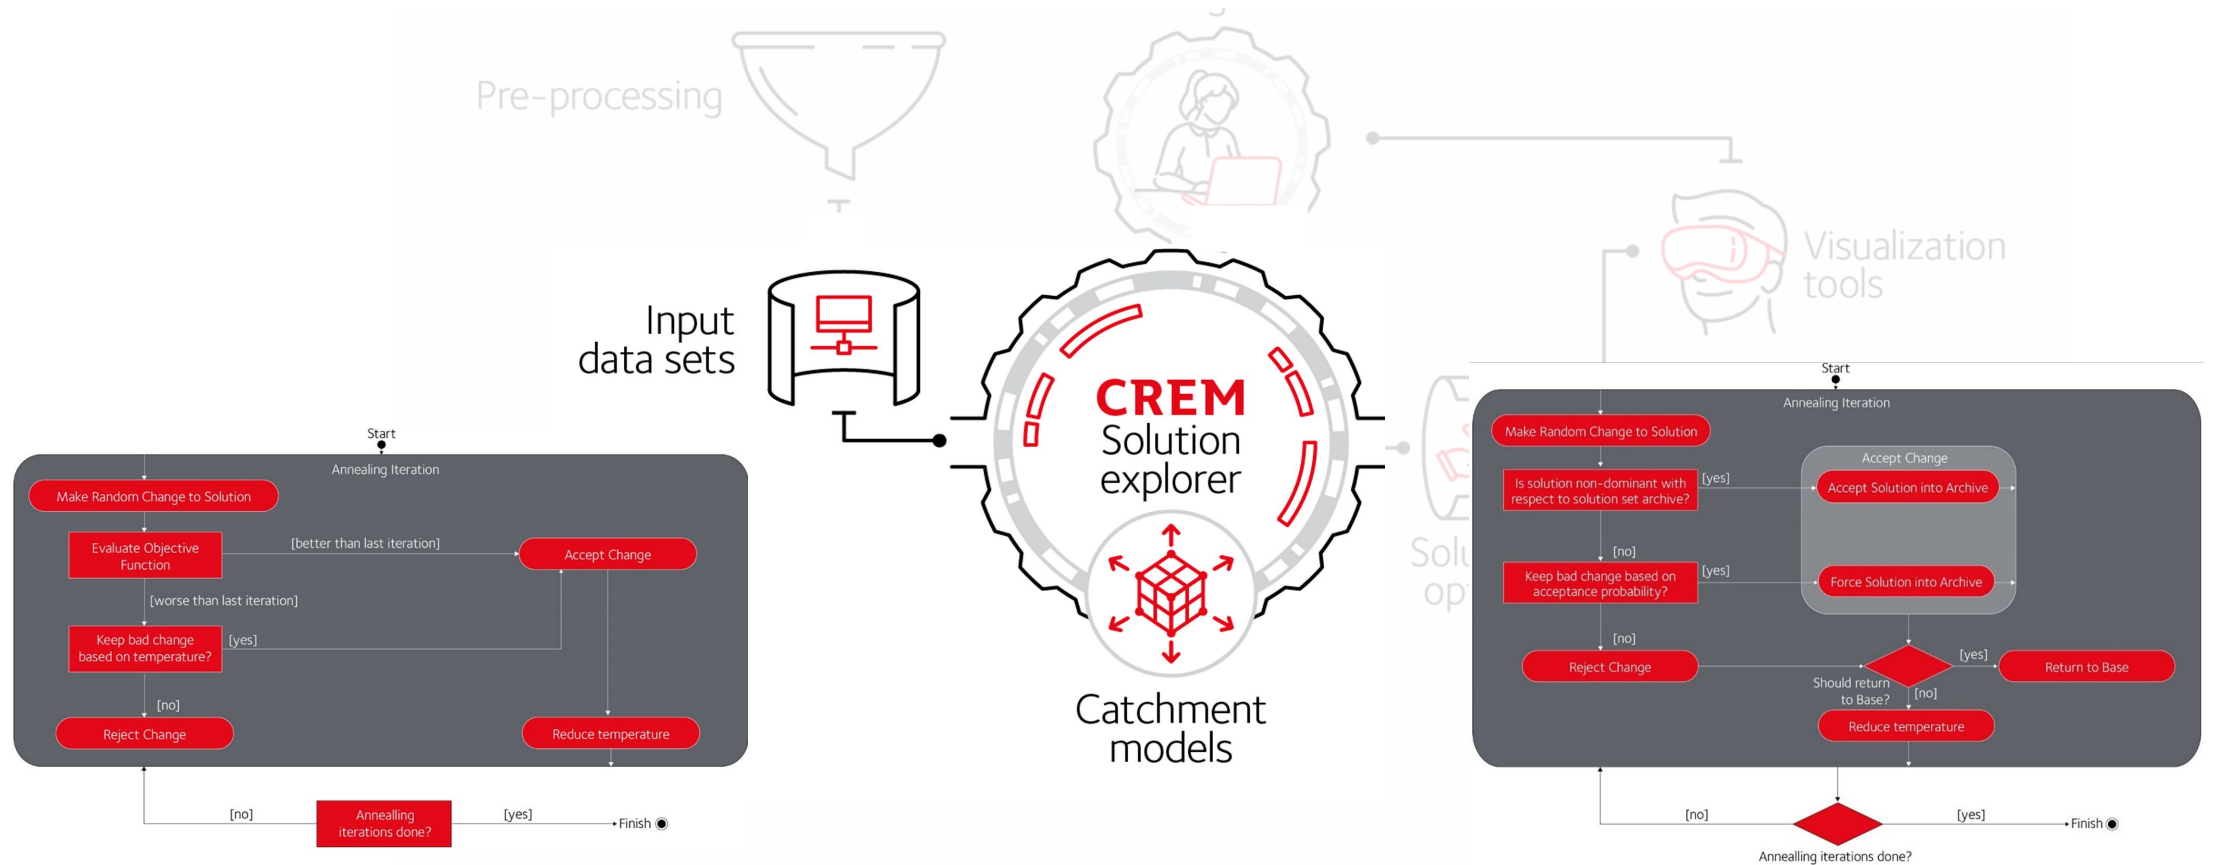 Pre-processing
Visualization
tools
Input
data sets
CREM
Solution
explorer
Catchment
models
Start
Annealing Iteration
Make Random Change to Solution
Evaluate Objective
Function
[better than last iteration]
Accept Change
[worse than last iteration]
Keep bad change
based on temperature?
[yes]
[no]
Reject Change
Reduce temperature
[no]
Annealling
iterations done?
[yes]
Finish
Start
Annealing Iteration
Make Random Change to Solution
Accept Change
Is solution non-dominant with
respect to solution set archive?
[yes]
Accept Solution into Archive
[no]
Keep bad change based on
acceptance probability?
[yes]
Force Solution into Archive
[no]
Reject Change
[yes]
Return to Base
Should return
to Base?
[no]
Reduce temperature
[no]
[yes]
Finish
Annealling iterations done?